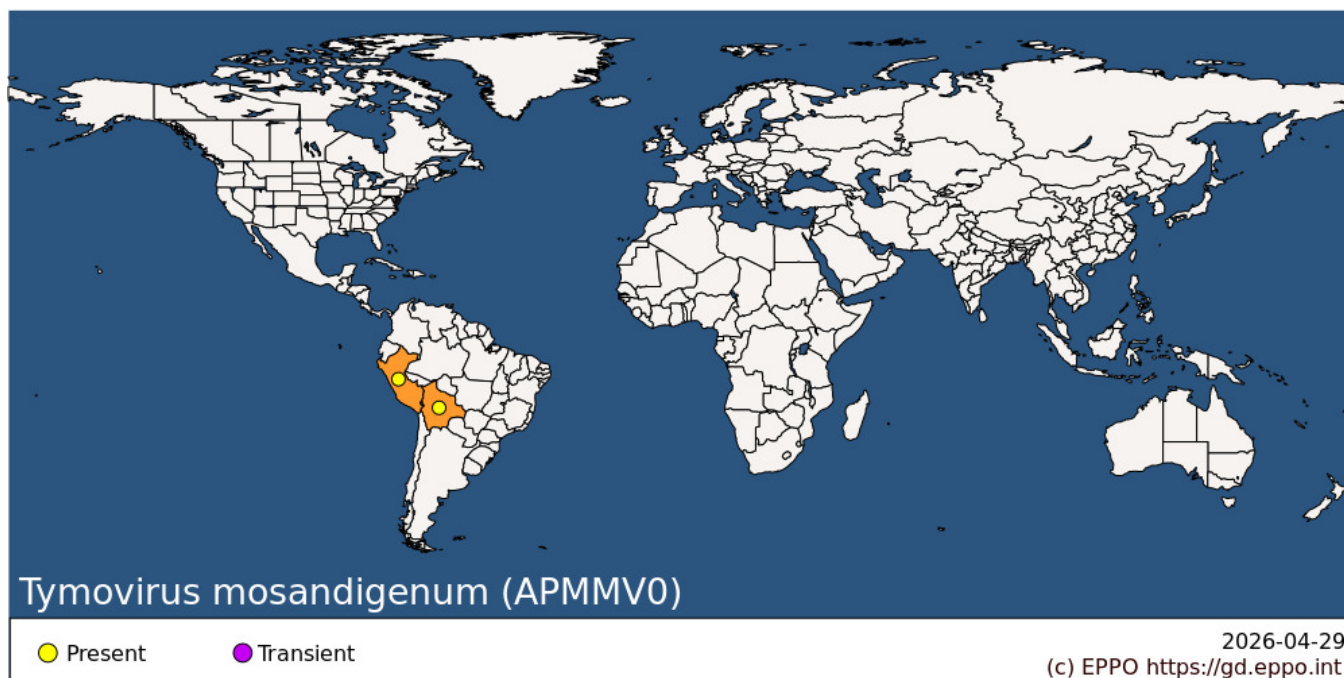 Tymovirus mosandigenum (APMMV0)
Present
Transient
2026-04-29
(c) EPPO https://gd.eppo.int